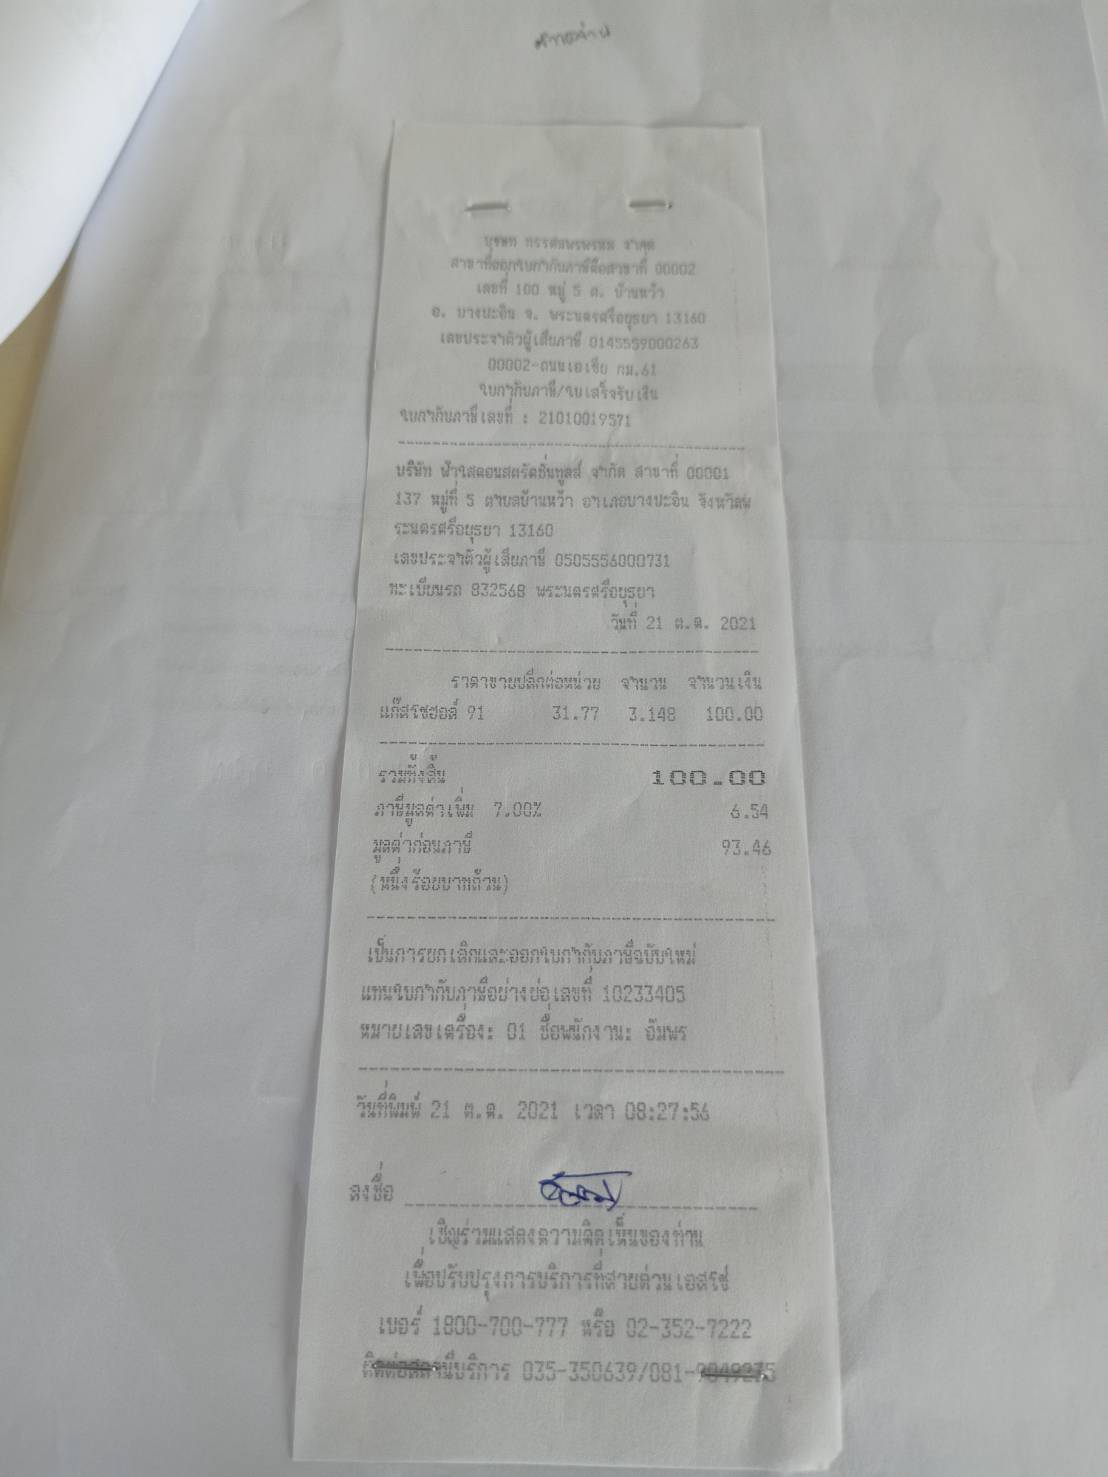 บริษัท จำกัด
สาขาที่ออกใบกำกับภาษีคือสาขาที่ 00002
เลขที่ 100 หมู่ 5 ต. บ้านหว้า
อ. บางปะอิน จ. พระนครศรีอยุธยา 13160
เลขประจำตัวผู้เสียภาษี 0145559000263
00002-ถนนเอเชีย กม.61
ใบกำกับภาษี/ใบเสร็จรับเงิน
ใบกำกับภาษีเลขที่ : 21010019571
บริษัท จำกัด สาขาที่ 00001
137 หมู่ที่ 5 ตำบลบ้านหว้า อำเภอบางปะอิน จังหวัดพ
ระนครศรีอยุธยา 13160
เลขประจำตัวผู้เสียภาษี 0505556000731
ทะเบียนรถ 832568 พระนครศรีอยุธยา
วันที่ 21 ต.ค. 2021
ราคาขายปลีกต่อหน่วย จำนวน จำนวนเงิน
แก๊สโซฮอล์ 91 31.77 3.148 100.00
รวมทั้งสิ้น 100.00
ภาษีมูลค่าเพิ่ม 7.00% 6.54
มูลค่าก่อนภาษี 93.46
(หนึ่งร้อยบาทถ้วน)
เป็นการยกเลิกและออกใบกำกับภาษีฉบับใหม่
แทนใบกำกับภาษีอย่างย่อเลขที่ 10233405
หมายเลขเครื่อง: 01 ชื่อพนักงาน: อัมพร
วันที่พิมพ์ 21 ต.ค. 2021 เวลา 08:27:56
ลงชื่อ
เชิญร่วมแสดงความคิดเห็นของท่าน
เพื่อปรับปรุงการบริการที่สายด่วนเอสโซ่
เบอร์ 1800-700-777 หรือ 02-352-7222
ติดต่อสถานีบริการ 035-350639/081-9049235